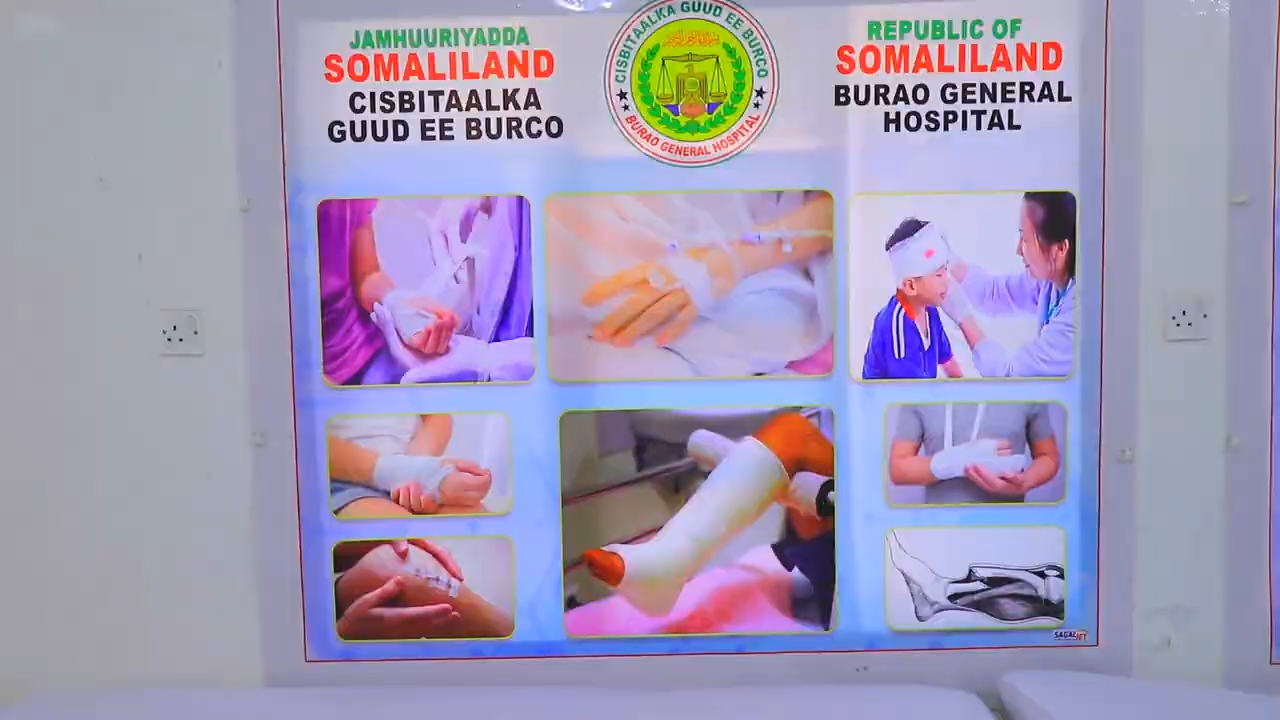 JAMHUURIYADDA
SOMALILAND
CISBITAALKA
GUUD EE BURCO
CISBITAALKA GUUD EE BURCO
BURAO GENERAL HOSPITAL
REPUBLIC OF
SOMALILAND
BURAO GENERAL
HOSPITAL
SAGALJET